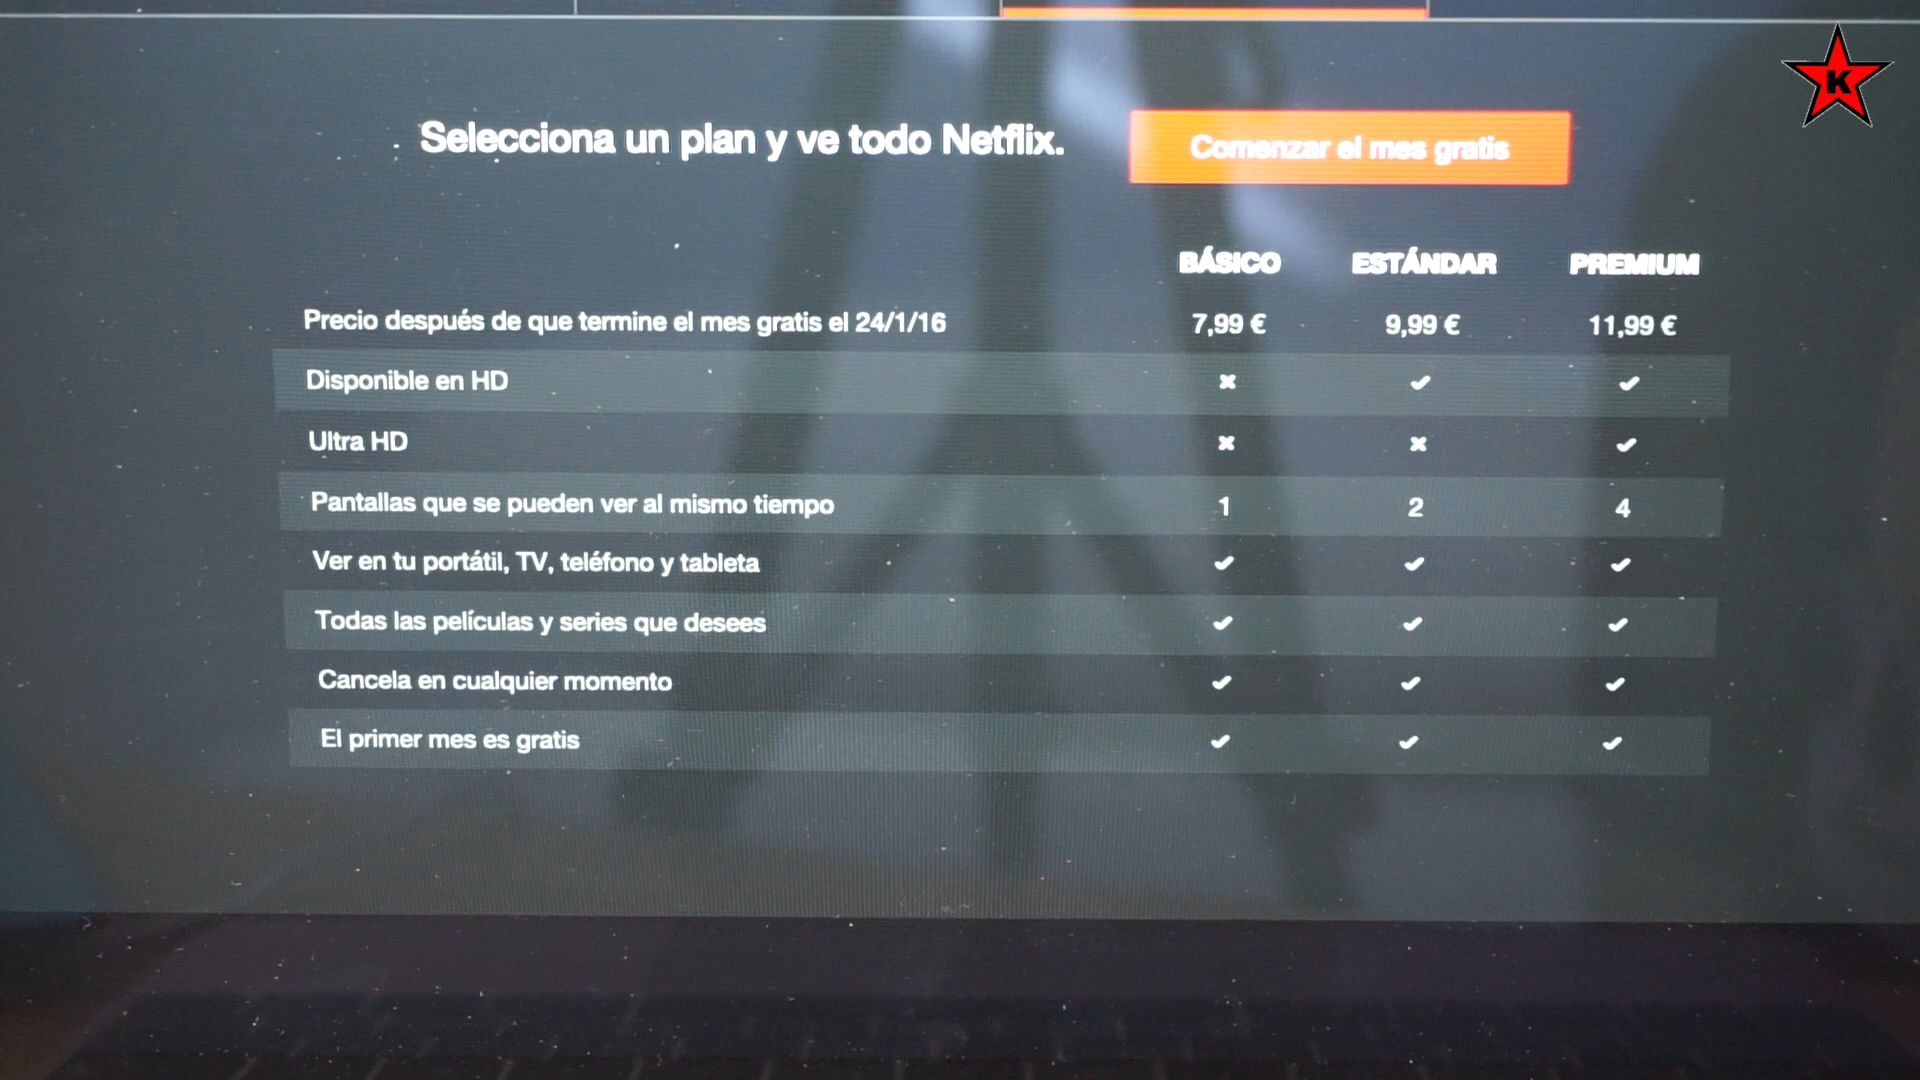 K
Selecciona un plan y ve todo Netflix. Comenzar el mes gratis
BÁSICO ESTÁNDAR PREMIUM
Precio después de que termine el mes gratis el 24/1/16 7,99 € 9,99 € 11,99 €
Disponible en HD ✖ ✔ ✔
Ultra HD ✖ ✖ ✔
Pantallas que se pueden ver al mismo tiempo 1 2 4
Ver en tu portátil, TV, teléfono y tableta ✔ ✔ ✔
Todas las películas y series que desees ✔ ✔ ✔
Cancela en cualquier momento ✔ ✔ ✔
El primer mes es gratis ✔ ✔ ✔